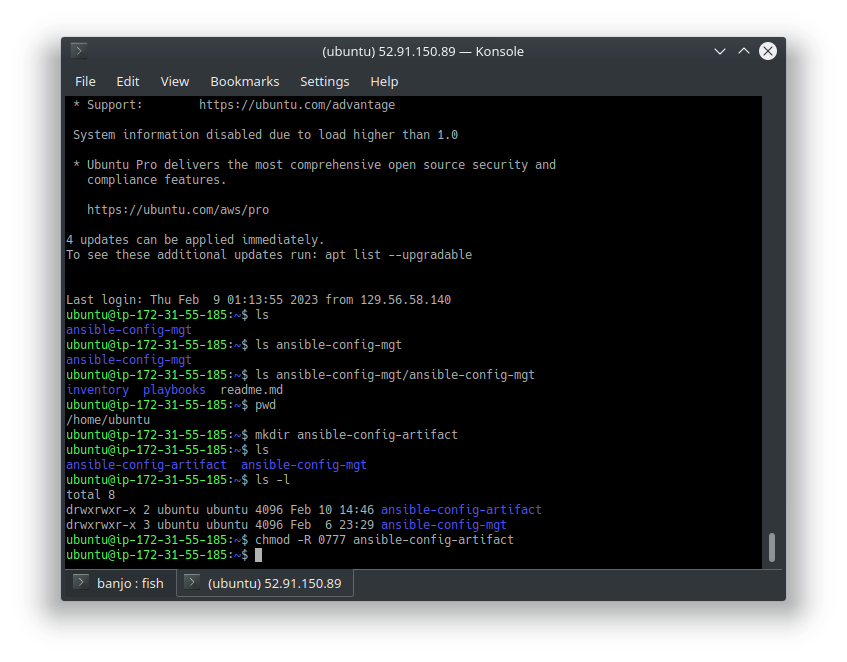 (ubuntu) 52.91.150.89 — Konsole
File Edit View Bookmarks Settings Help
 * Support:        https://ubuntu.com/advantage
 System information disabled due to load higher than 1.0
 * Ubuntu Pro delivers the most comprehensive open source security and
   compliance features.
   https://ubuntu.com/aws/pro
4 updates can be applied immediately.
To see these additional updates run: apt list --upgradable
Last login: Thu Feb  9 01:13:55 2023 from 129.56.58.140
ubuntu@ip-172-31-55-185:~$ ls
ansible-config-mgt
ubuntu@ip-172-31-55-185:~$ ls ansible-config-mgt
ansible-config-mgt
ubuntu@ip-172-31-55-185:~$ ls ansible-config-mgt/ansible-config-mgt
inventory  playbooks  readme.md
ubuntu@ip-172-31-55-185:~$ pwd
/home/ubuntu
ubuntu@ip-172-31-55-185:~$ mkdir ansible-config-artifact
ubuntu@ip-172-31-55-185:~$ ls
ansible-config-artifact  ansible-config-mgt
ubuntu@ip-172-31-55-185:~$ ls -l
total 8
drwxrwxr-x 2 ubuntu ubuntu 4096 Feb 10 14:46 ansible-config-artifact
drwxrwxr-x 3 ubuntu ubuntu 4096 Feb  6 23:29 ansible-config-mgt
ubuntu@ip-172-31-55-185:~$ chmod -R 0777 ansible-config-artifact
ubuntu@ip-172-31-55-185:~$
banjo : fish (ubuntu) 52.91.150.89